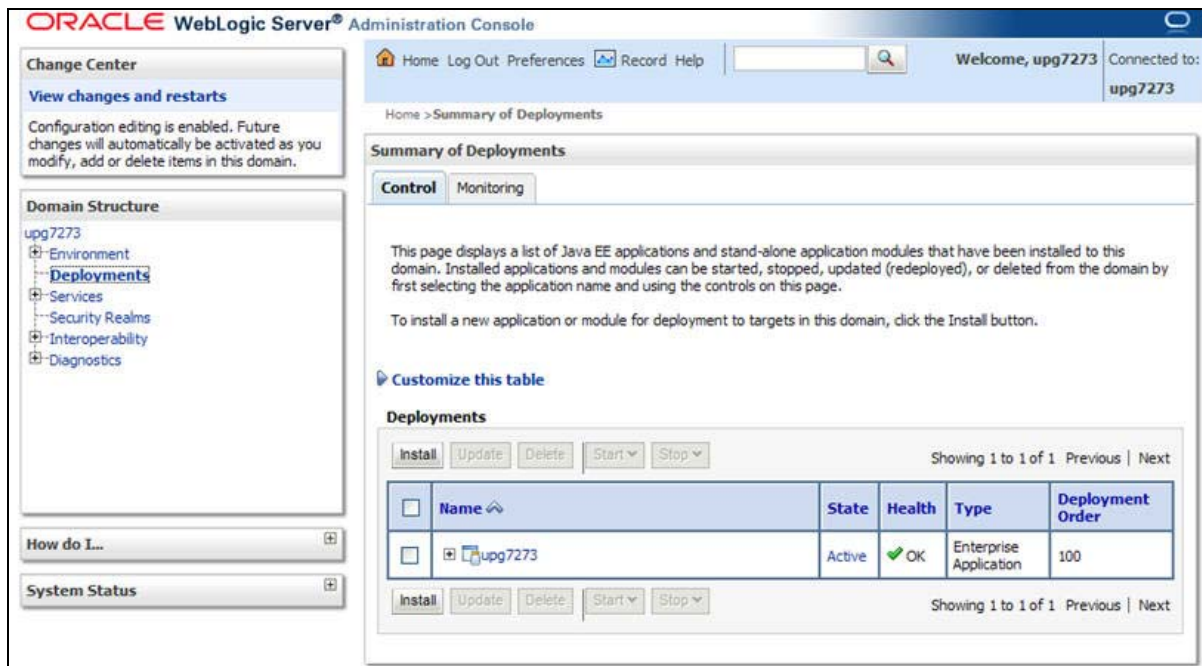 ORACLE WebLogic Server® Administration Console
Change Center
View changes and restarts
Configuration editing is enabled. Future
changes will automatically be activated as you
modify, add or delete items in this domain.
Domain Structure
upg7273
Environment
Deployments
Services
Security Realms
Interoperability
Diagnostics
How do I...
System Status
Home Log Out Preferences Record Help
Welcome, upg7273
Connected to:
upg7273
Home >Summary of Deployments
Summary of Deployments
Control Monitoring
This page displays a list of Java EE applications and stand-alone application modules that have been installed to this
domain. Installed applications and modules can be started, stopped, updated (redeployed), or deleted from the domain by
first selecting the application name and using the controls on this page.
To install a new application or module for deployment to targets in this domain, click the Install button.
Customize this table
Deployments
Install Update Delete Start Stop Showing 1 to 1 of 1 Previous | Next
Name State Health Type Deployment
Order
upg7273 Active OK Enterprise
Application 100
Install Update Delete Start Stop Showing 1 to 1 of 1 Previous | Next